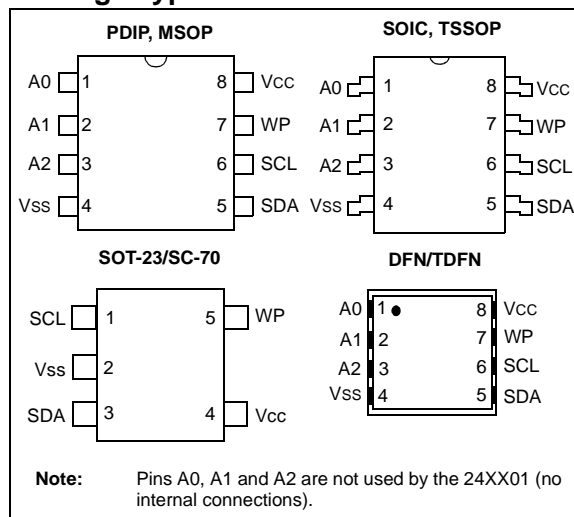 PDIP, MSOP
A0 1 8 VCC
A1 2 7 WP
A2 3 6 SCL
VSS 4 5 SDA
SOIC, TSSOP
A0 1 8 VCC
A1 2 7 WP
A2 3 6 SCL
VSS 4 5 SDA
SOT-23/SC-70
SCL 1 5 WP
Vss 2
SDA 3 4 Vcc
DFN/TDFN
A0 1 8 VCC
A1 2 7 WP
A2 3 6 SCL
VSS 4 5 SDA
Note: Pins A0, A1 and A2 are not used by the 24XX01 (no
internal connections).